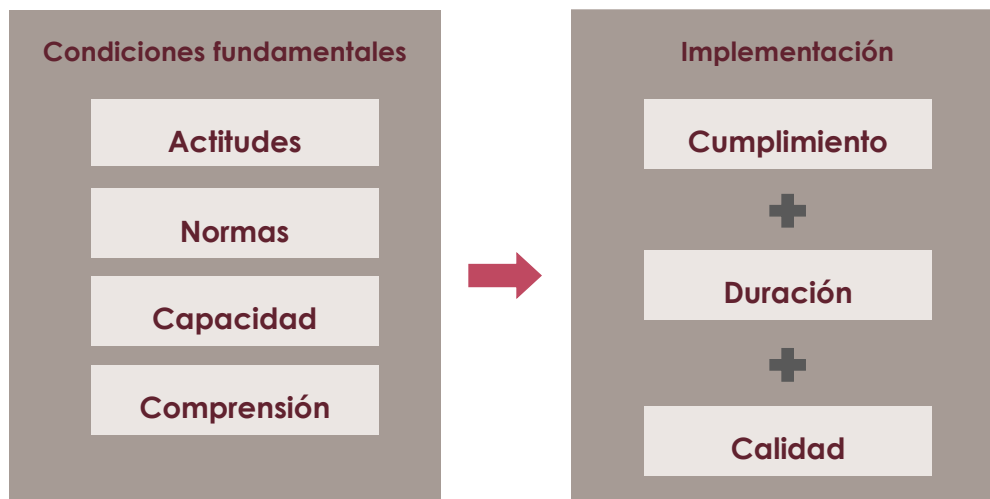 Condiciones fundamentales
Actitudes
Normas
Capacidad
Comprensión
Implementación
Cumplimiento
Duración
Calidad